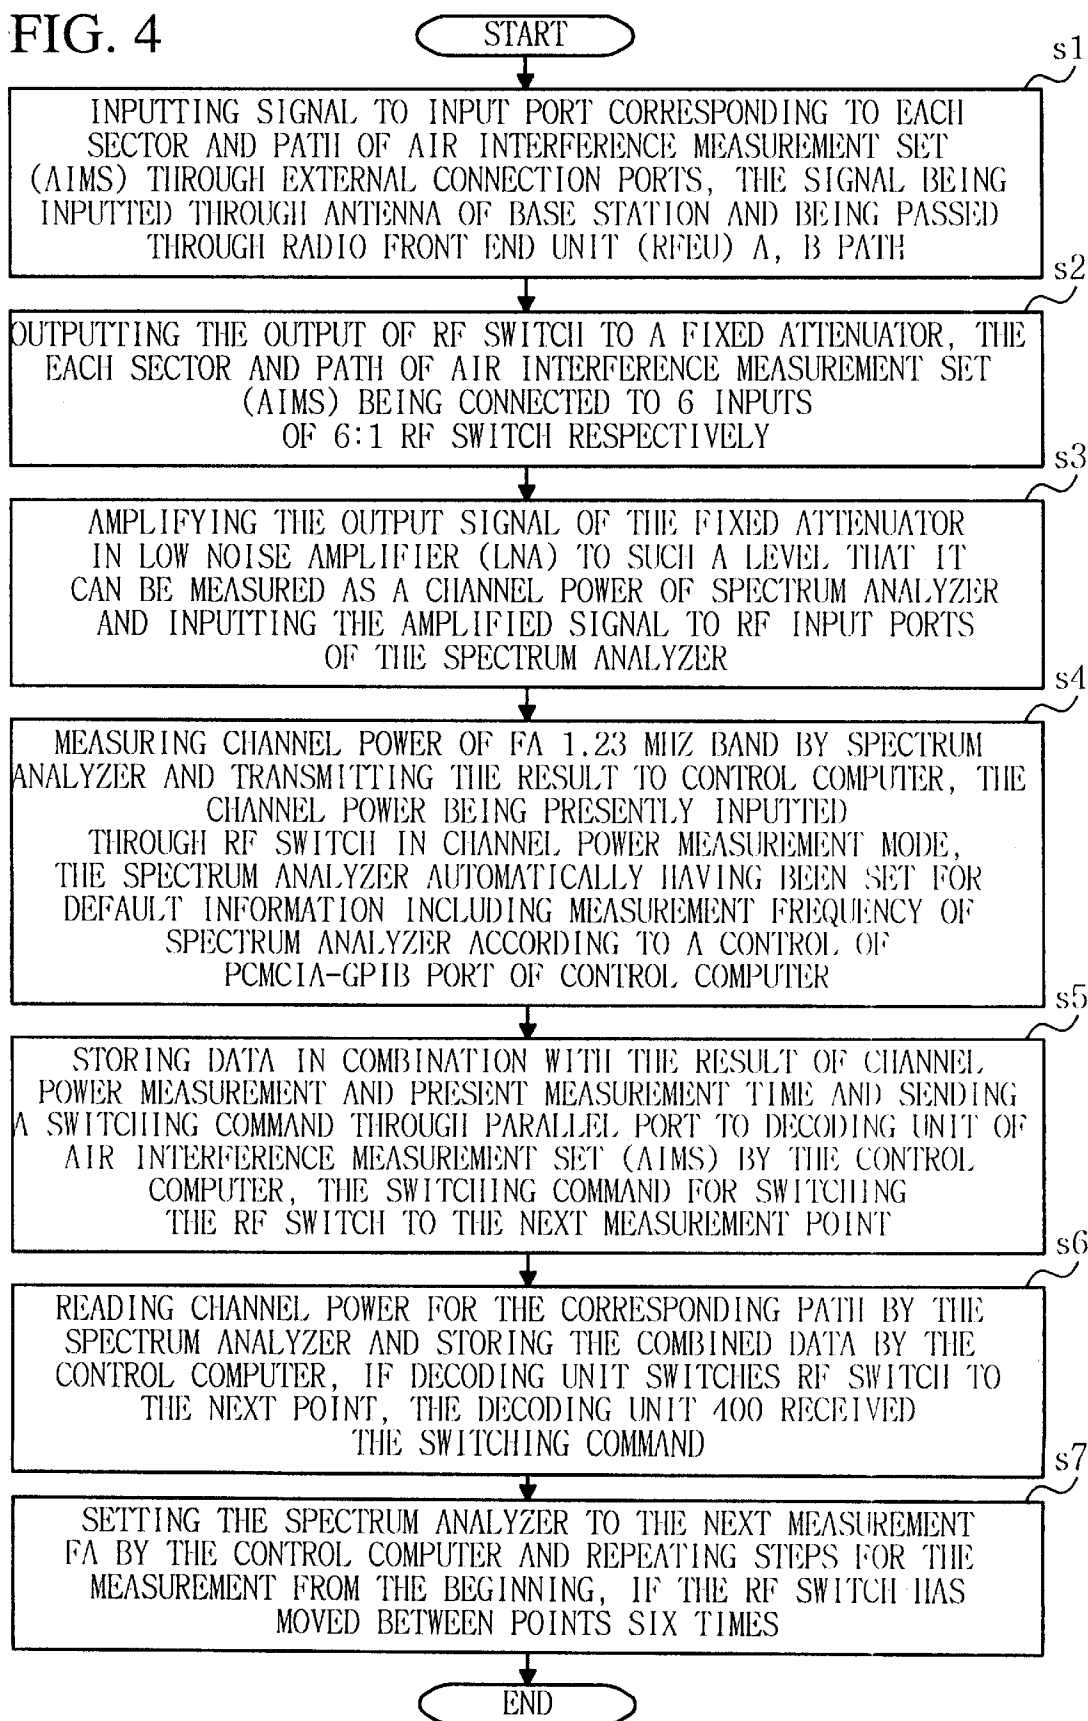 FIG. 4
START
s1
INPUTTING SIGNAL TO INPUT PORT CORRESPONDING TO EACH
SECTOR AND PATH OF AIR INTERFERENCE MEASUREMENT SET
(AIMS) THROUGH EXTERNAL CONNECTION PORTS, THE SIGNAL BEING
INPUTTED THROUGH ANTENNA OF BASE STATION AND BEING PASSED
THROUGH RADIO FRONT END UNIT (RFEU) A, B PATH
s2
OUTPUTTING THE OUTPUT OF RF SWITCH TO A FIXED ATTENUATOR, THE
EACH SECTOR AND PATH OF AIR INTERFERENCE MEASUREMENT SET
(AIMS) BEING CONNECTED TO 6 INPUTS
OF 6:1 RF SWITCH RESPECTIVELY
s3
AMPLIFYING THE OUTPUT SIGNAL OF THE FIXED ATTENUATOR
IN LOW NOISE AMPLIFIER (LNA) TO SUCH A LEVEL THAT IT
CAN BE MEASURED AS A CHANNEL POWER OF SPECTRUM ANALYZER
AND INPUTTING THE AMPLIFIED SIGNAL TO RF INPUT PORTS
OF THE SPECTRUM ANALYZER
s4
MEASURING CHANNEL POWER OF FA 1.23 MHZ BAND BY SPECTRUM
ANALYZER AND TRANSMITTING THE RESULT TO CONTROL COMPUTER, THE
CHANNEL POWER BEING PRESENTLY INPUTTED
THROUGH RF SWITCH IN CHANNEL POWER MEASUREMENT MODE,
THE SPECTRUM ANALYZER AUTOMATICALLY HAVING BEEN SET FOR
DEFAULT INFORMATION INCLUDING MEASUREMENT FREQUENCY OF
SPECTRUM ANALYZER ACCORDING TO A CONTROL OF
PCMCIA-GPIB PORT OF CONTROL COMPUTER
s5
STORING DATA IN COMBINATION WITH THE RESULT OF CHANNEL
POWER MEASUREMENT AND PRESENT MEASUREMENT TIME AND SENDING
A SWITCHING COMMAND THROUGH PARALLEL PORT TO DECODING UNIT OF
AIR INTERFERENCE MEASUREMENT SET (AIMS) BY THE CONTROL
COMPUTER, THE SWITCHING COMMAND FOR SWITCHING
THE RF SWITCH TO THE NEXT MEASUREMENT POINT
s6
READING CHANNEL POWER FOR THE CORRESPONDING PATH BY THE
SPECTRUM ANALYZER AND STORING THE COMBINED DATA BY THE
CONTROL COMPUTER, IF DECODING UNIT SWITCHES RF SWITCH TO
THE NEXT POINT, THE DECODING UNIT 400 RECEIVED
THE SWITCHING COMMAND
s7
SETTING THE SPECTRUM ANALYZER TO THE NEXT MEASUREMENT
FA BY THE CONTROL COMPUTER AND REPEATING STEPS FOR THE
MEASUREMENT FROM THE BEGINNING, IF THE RF SWITCH HAS
MOVED BETWEEN POINTS SIX TIMES
END